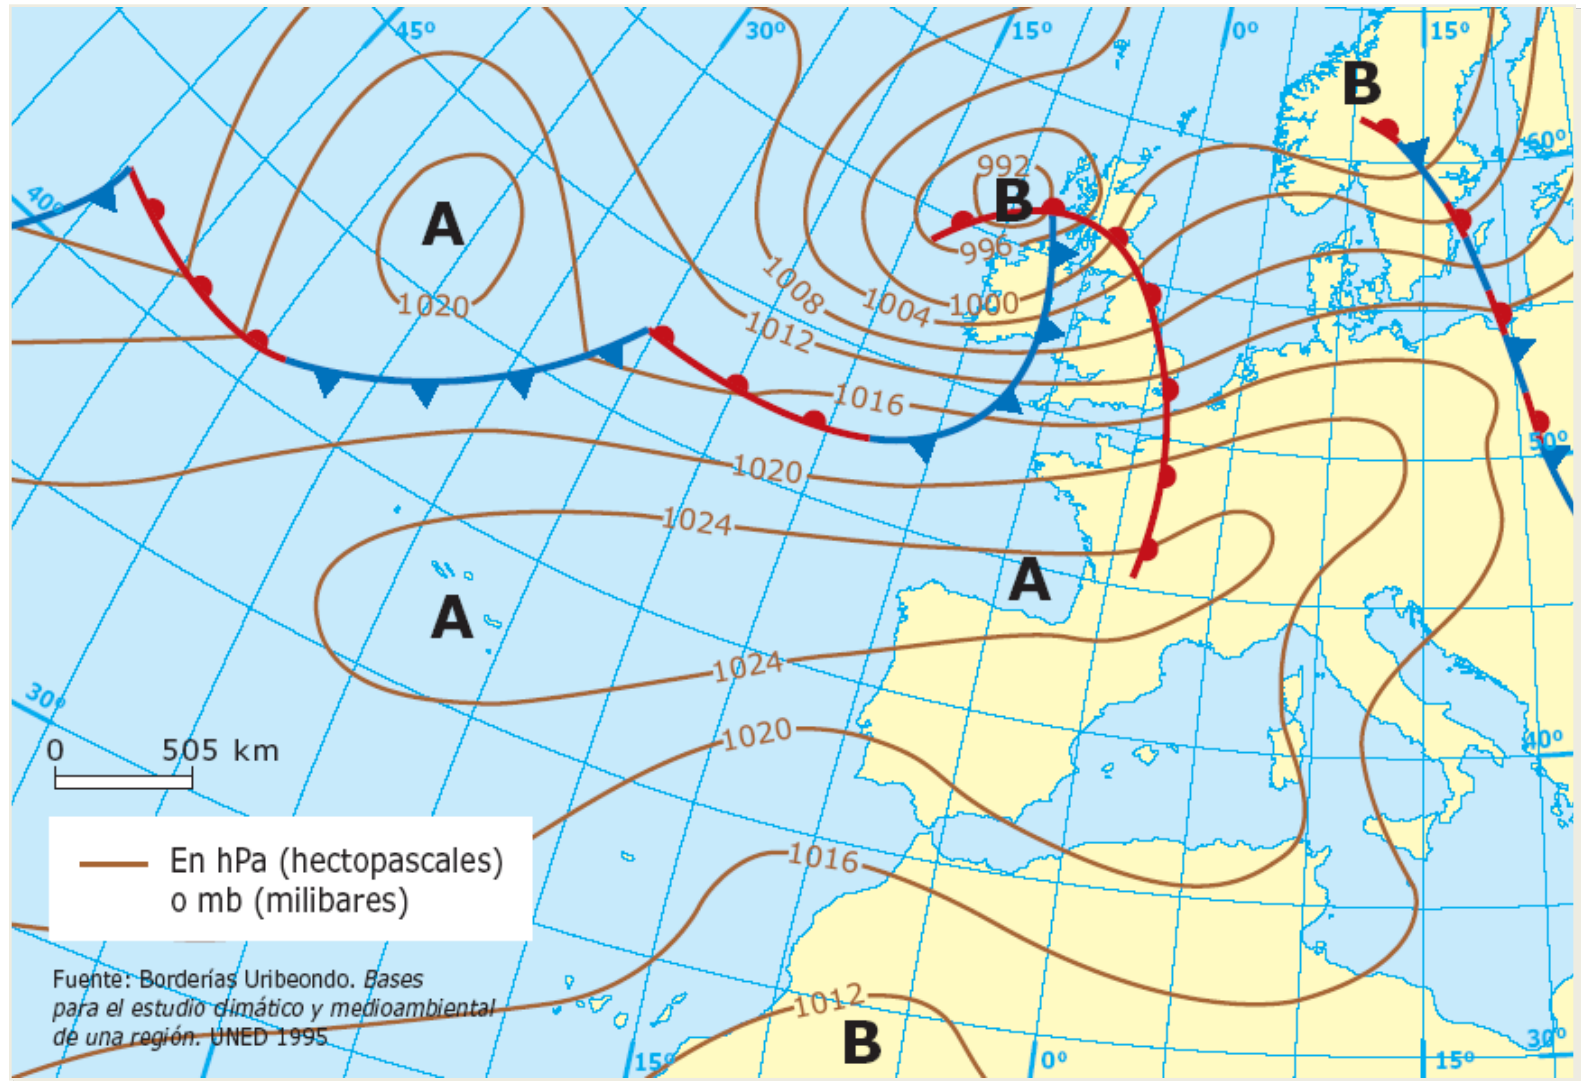 45º
30º
15º
0º
15º
B
60º
992
B
40º
A
996
1020
1008
1004
1000
1012
1016
50º
1020
1024
A
A
1024
30º
1020
40º
0 505 km
1016
En hPa (hectopascales)
o mb (milibares)
Fuente: Borderías Uribeondo. Bases
para el estudio climático y medioambiental
de una región. UNED 1995
1012
B
30º
15º
0º
15º